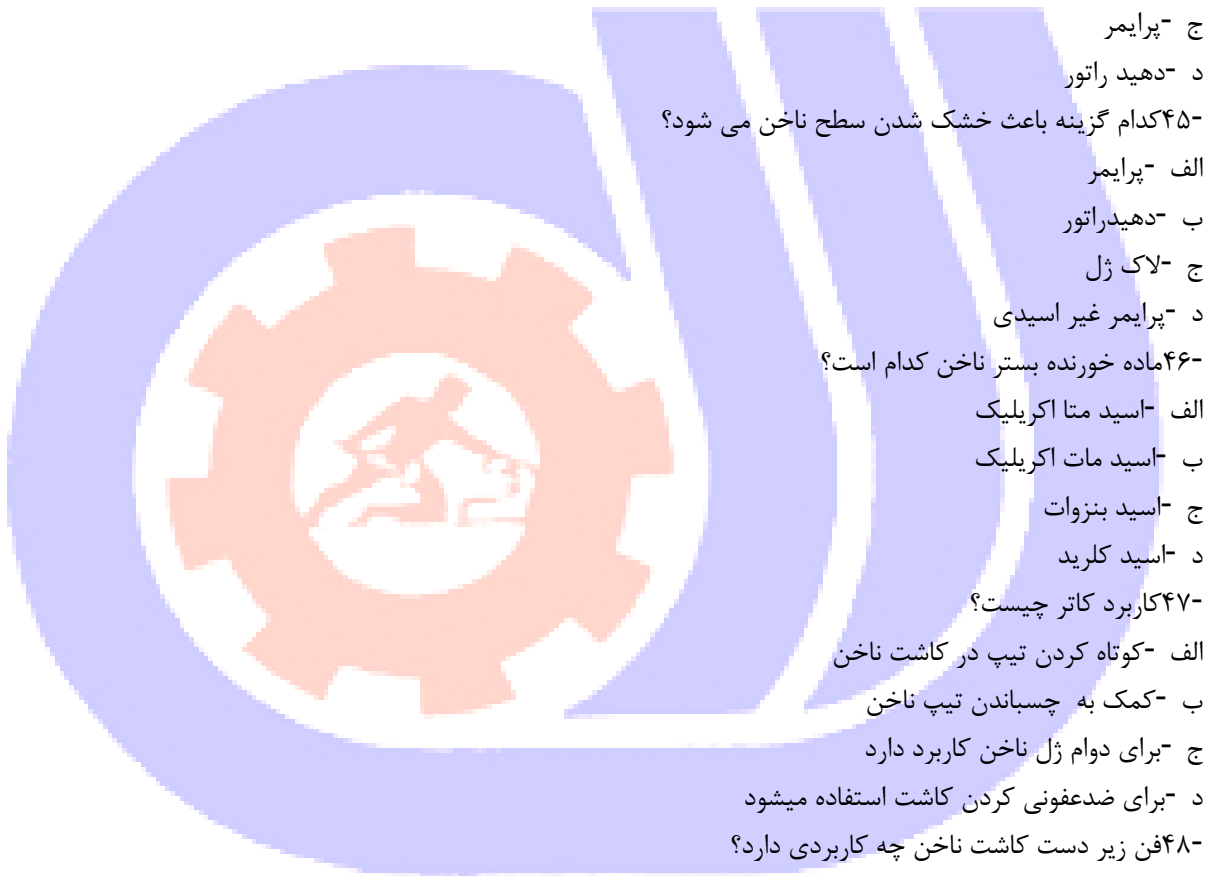 ج -پرایمر
د -دهید راتور
-۴۵کدام گزینه باعث خشک شدن سطح ناخن می شود؟
الف -پرایمر
ب -دهیدراتور
ج -لاک ژل
د -پرایمر غیر اسیدی
-۴۶ماده خورنده بستر ناخن کدام است؟
الف -اسید متا اکریلیک
ب -اسید مات اکریلیک
ج -اسید بنزوات
د -اسید کلرید
-۴۷کاربرد کاتر چیست؟
الف -کوتاه کردن تیپ در کاشت ناخن
ب -کمک به چسباندن تیپ ناخن
ج -برای دوام ژل ناخن کاربرد دارد
د -برای ضدعفونی کردن کاشت استفاده میشود
-۴۸فن زیر دست کاشت ناخن چه کاربردی دارد؟